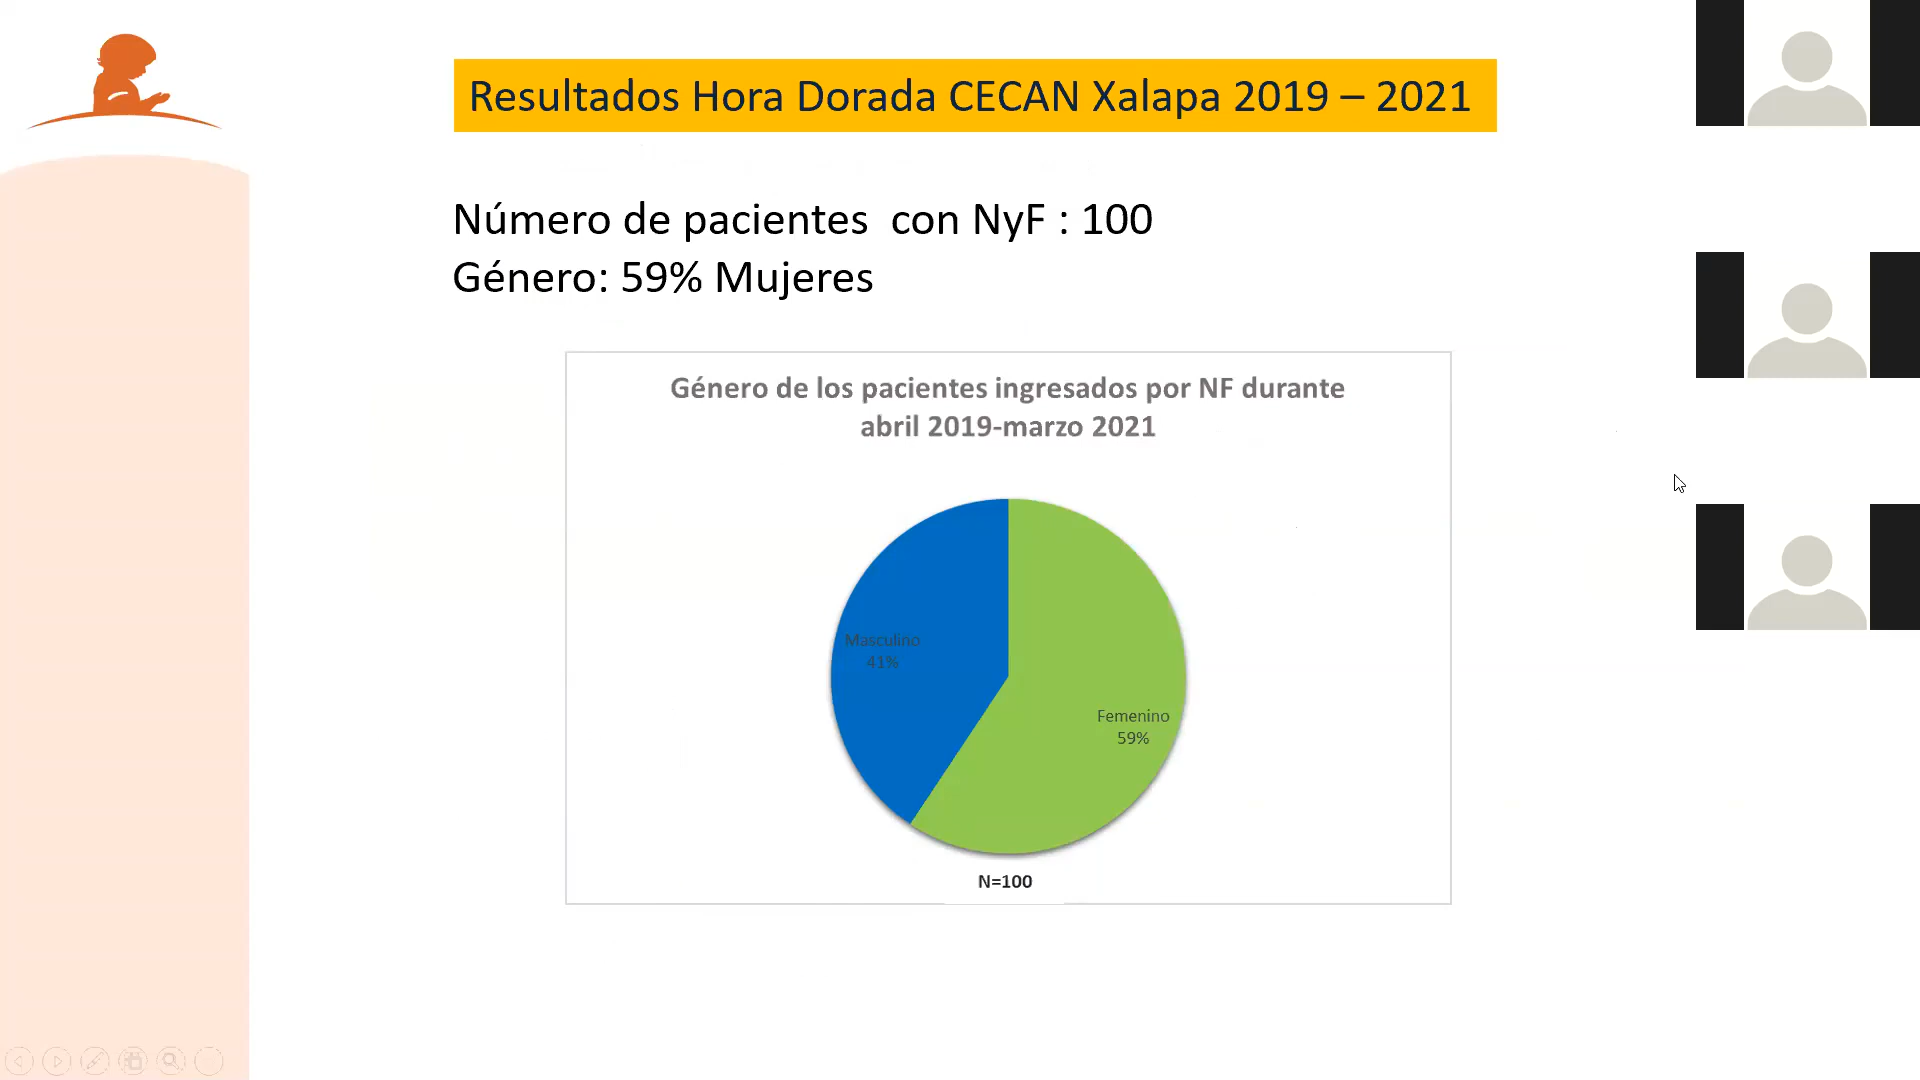 Resultados Hora Dorada CECAN Xalapa 2019 – 2021
Número de pacientes  con NyF : 100
Género: 59% Mujeres
Género de los pacientes ingresados por NF durante
abril 2019-marzo 2021
Masculino
41%
Femenino
59%
N=100